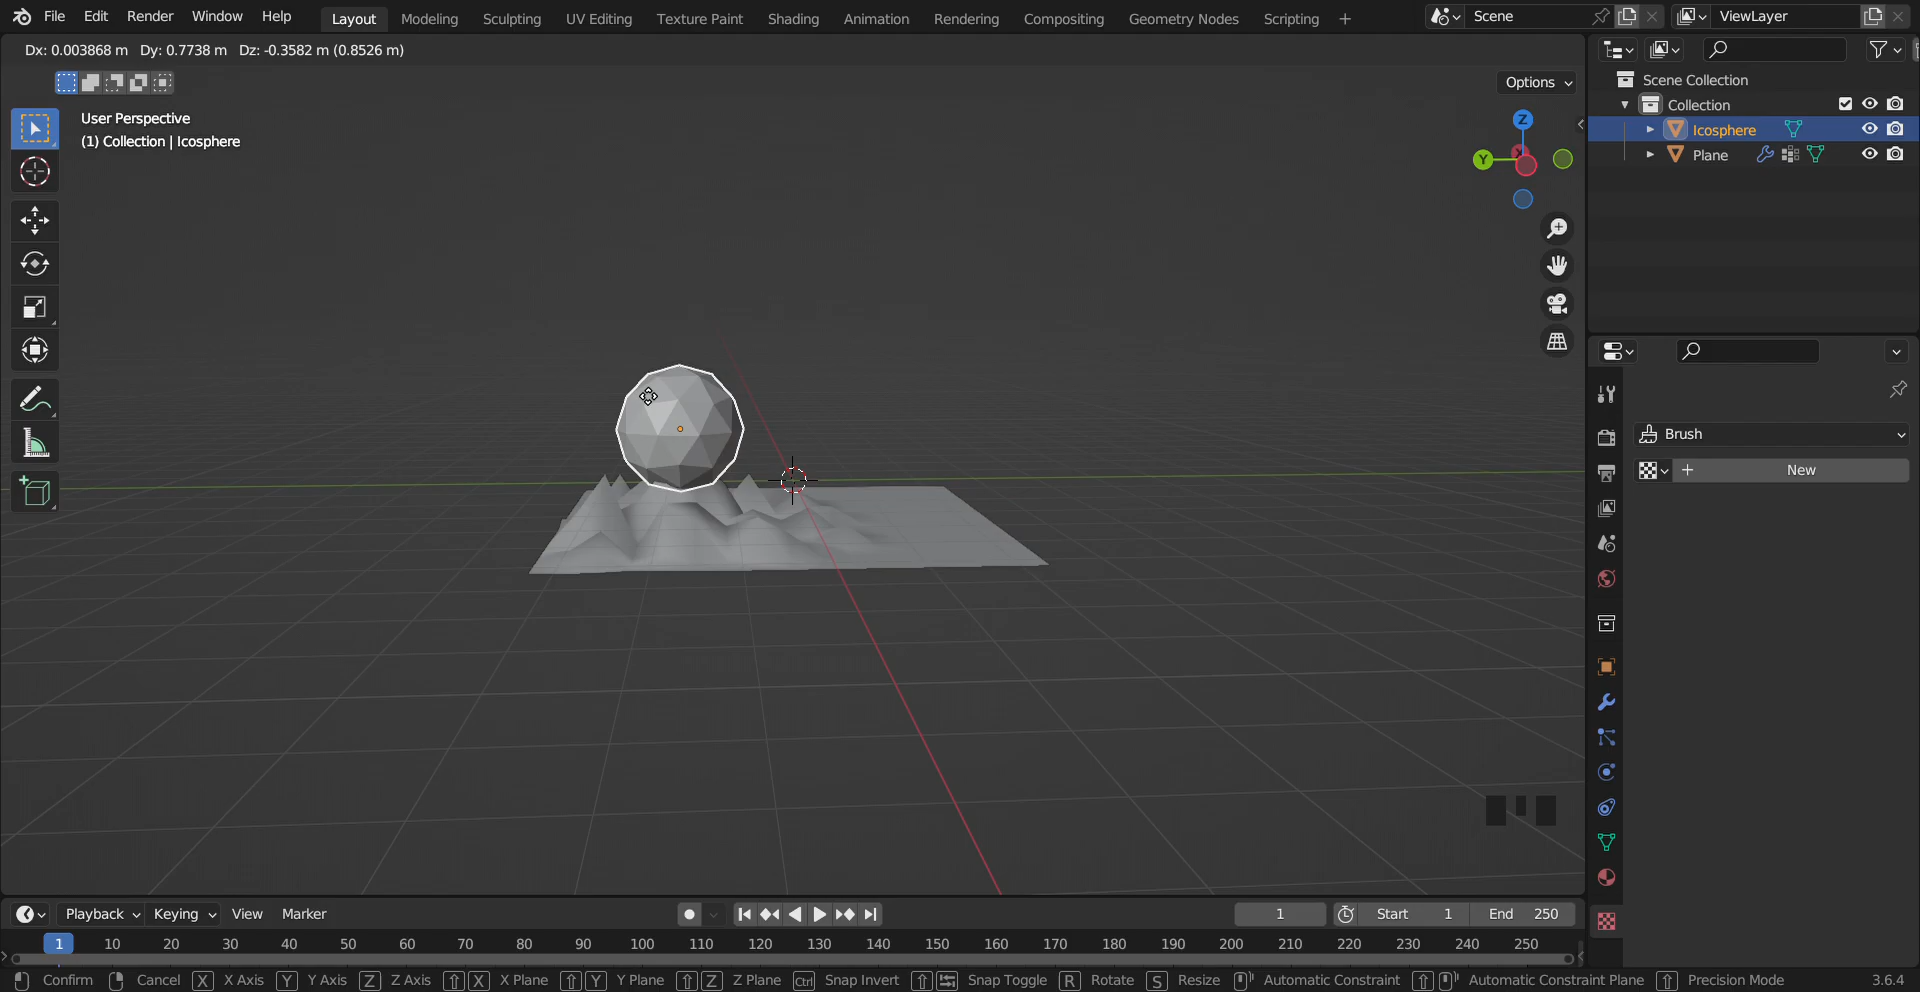 File Edit Render Window Help Layout Modeling Sculpting UV Editing Texture Paint Shading Animation Rendering Compositing Geometry Nodes Scripting + Scene ViewLayer
Dx: 0.003868 m Dy: 0.7738 m Dz: -0.3582 m (0.8526 m)
Options
User Perspective
(1) Collection | Icosphere
Z
Y
X
Scene Collection
Collection
Icosphere
Plane
Brush
+ New
Playback Keying View Marker 1 Start 1 End 250
1 10 20 30 40 50 60 70 80 90 100 110 120 130 140 150 160 170 180 190 200 210 220 230 240 250
Confirm Cancel X X Axis Y Y Axis Z Z Axis X X Plane Y Y Plane Z Z Plane Ctrl Snap Invert Snap Toggle R Rotate S Resize Automatic Constraint Automatic Constraint Plane Precision Mode 3.6.4